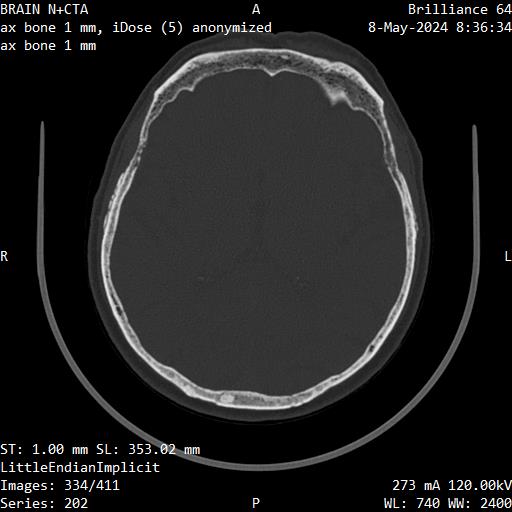 BRAIN N+CTA A Brilliance 64
ax bone 1 mm, iDose (5) anonymized 8-May-2024 8:36:34
ax bone 1 mm
R L
ST: 1.00 mm SL: 353.02 mm
LittleEndianImplicit
Images: 334/411 273 mA 120.00kV
Series: 202 P WL: 740 WW: 2400